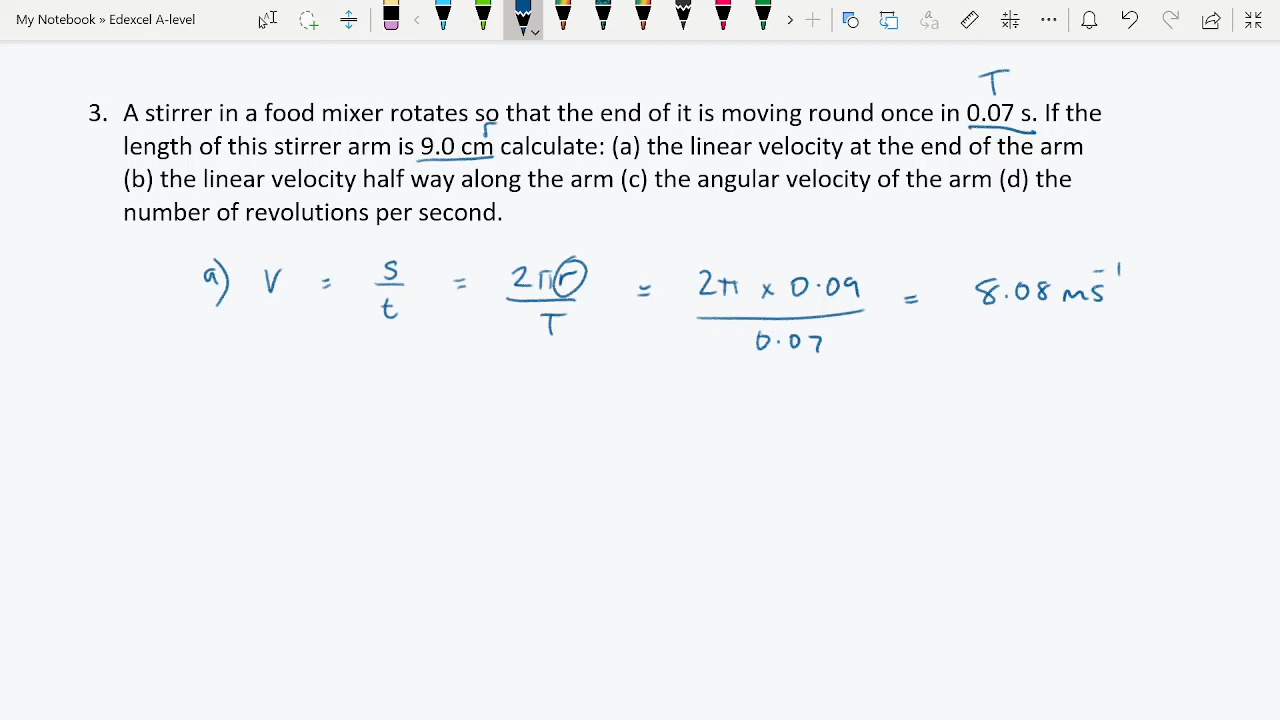 My Notebook » Edexcel A-level
T
3. A stirrer in a food mixer rotates so that the end of it is moving round once in 0.07 s. If the
r
length of this stirrer arm is 9.0 cm calculate: (a) the linear velocity at the end of the arm
(b) the linear velocity half way along the arm (c) the angular velocity of the arm (d) the
number of revolutions per second.
a) V = s/t = 2πr/T = 2π × 0.09/0.07 = 8.08 ms⁻¹